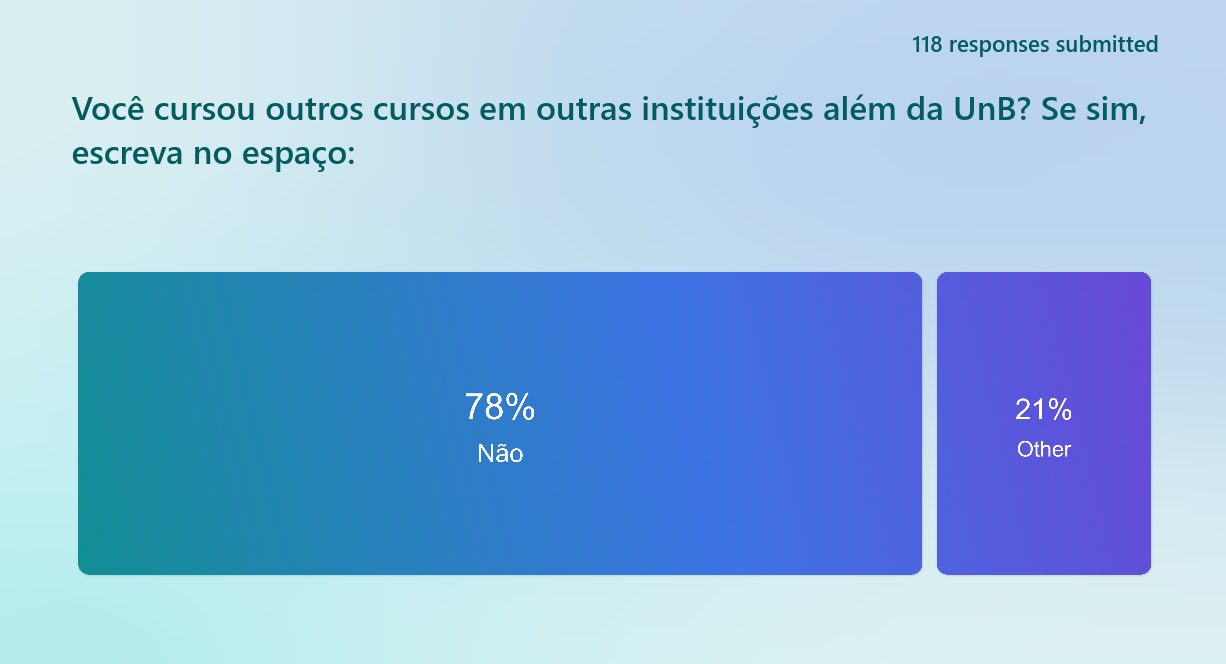 118 responses submitted
Você cursou outros cursos em outras instituições além da UnB? Se sim,
escreva no espaço:
78%
Não
21%
Other